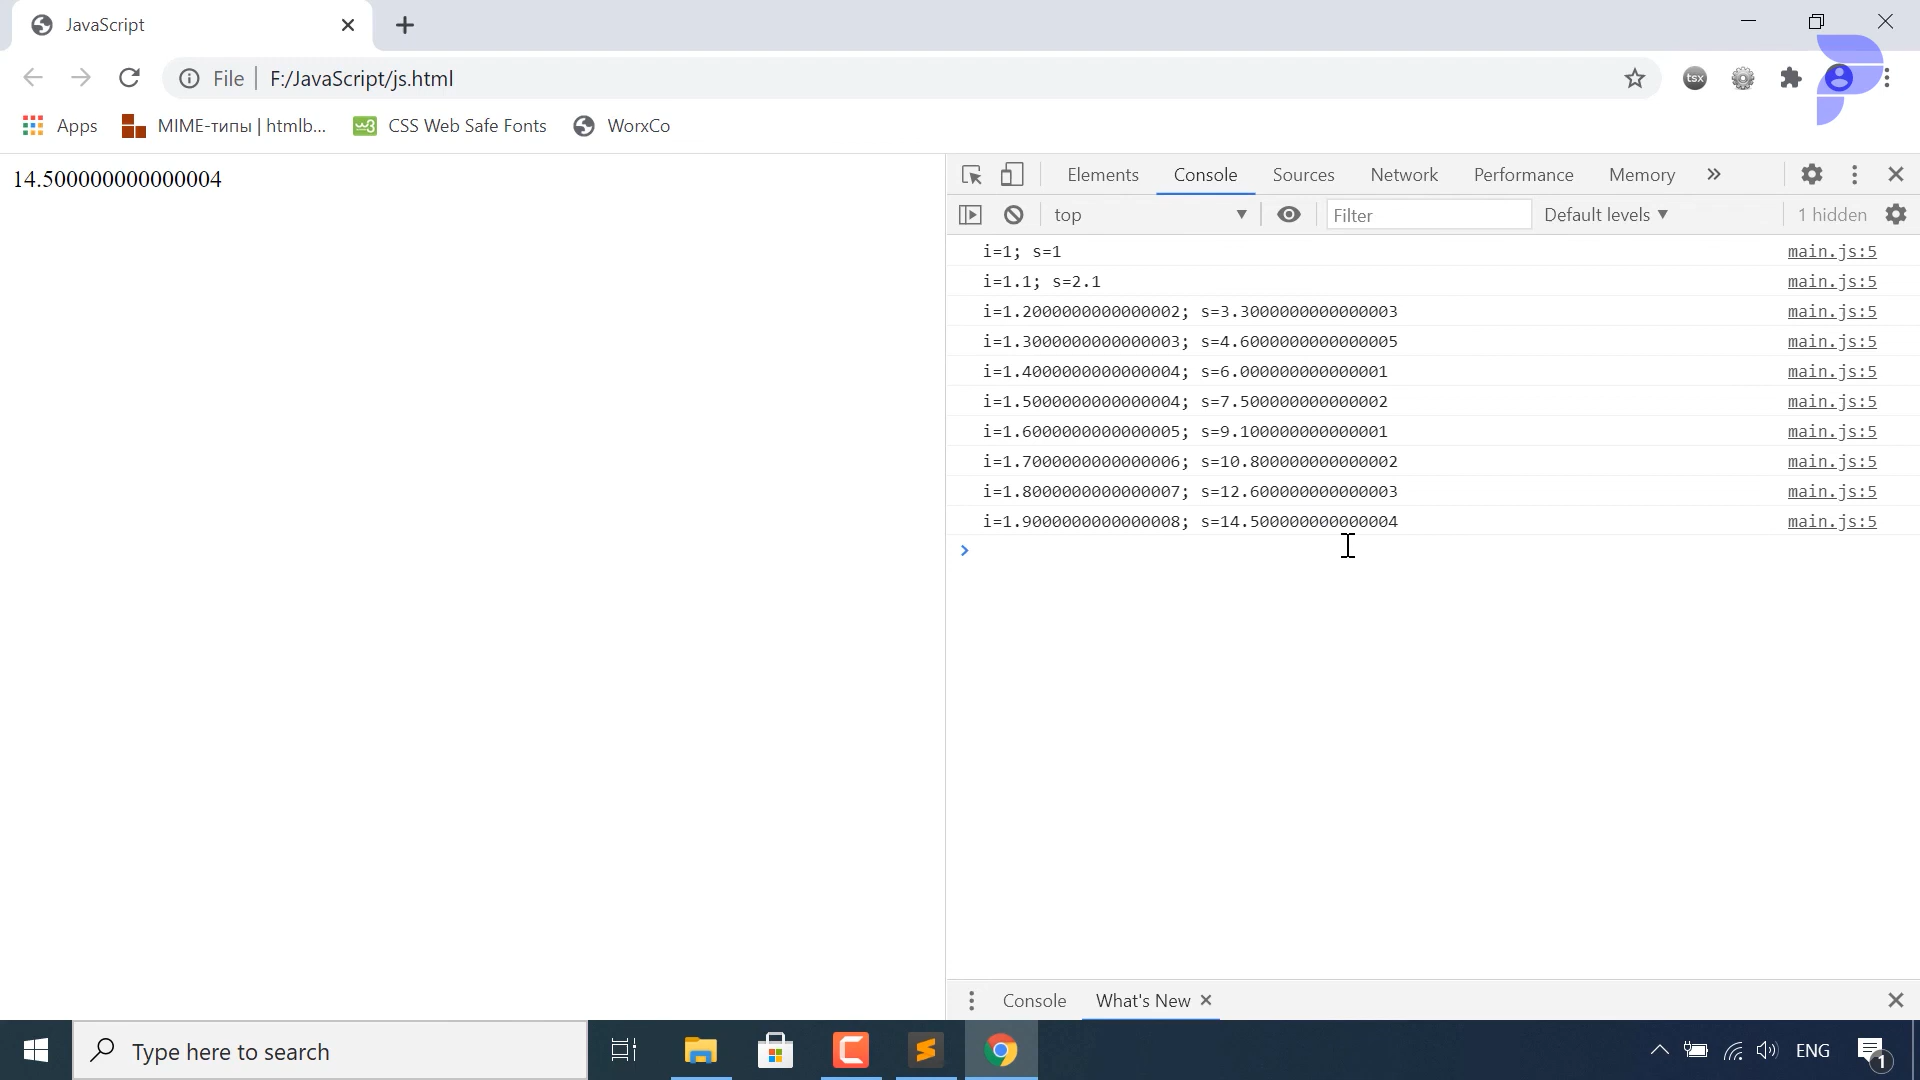 JavaScript
File F:/JavaScript/js.html
tsx
Apps MIME-типы | htmlb... CSS Web Safe Fonts WorxCo
14.500000000000004
Elements Console Sources Network Performance Memory
top Filter Default levels 1 hidden
i=1; s=1 main.js:5
i=1.1; s=2.1 main.js:5
i=1.2000000000000002; s=3.3000000000000003 main.js:5
i=1.3000000000000003; s=4.6000000000000005 main.js:5
i=1.4000000000000004; s=6.000000000000001 main.js:5
i=1.5000000000000004; s=7.500000000000002 main.js:5
i=1.6000000000000005; s=9.100000000000001 main.js:5
i=1.7000000000000006; s=10.800000000000002 main.js:5
i=1.8000000000000007; s=12.600000000000003 main.js:5
i=1.9000000000000008; s=14.500000000000004 main.js:5
Console What's New
Type here to search ENG 1